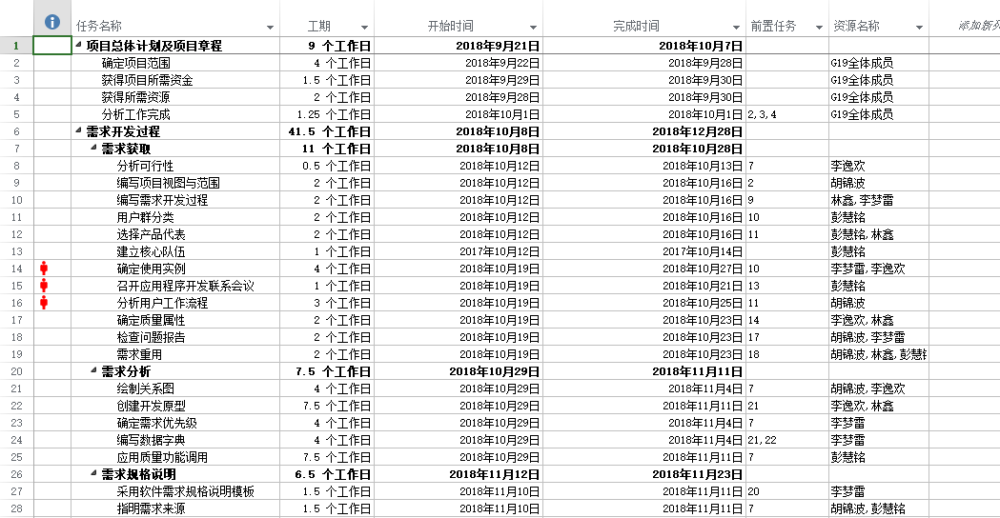 任务名称 工期 开始时间 完成时间 前置任务 资源名称 添加新列
1 项目总体计划及项目章程 9 个工作日 2018年9月21日 2018年10月7日
2 确定项目范围 4 个工作日 2018年9月22日 2018年9月28日 G19全体成员
3 获得项目所需资金 1.5 个工作日 2018年9月29日 2018年9月30日 G19全体成员
4 获得所需资源 2 个工作日 2018年9月28日 2018年9月30日 G19全体成员
5 分析工作完成 1.25 个工作日 2018年10月1日 2018年10月1日 2,3,4 G19全体成员
6 需求开发过程 41.5 个工作日 2018年10月8日 2018年12月28日
7 需求获取 11 个工作日 2018年10月8日 2018年10月28日
8 分析可行性 0.5 个工作日 2018年10月12日 2018年10月13日 7 李逸欢
9 编写项目视图与范围 2 个工作日 2018年10月12日 2018年10月16日 2 胡锦波
10 编写需求开发过程 2 个工作日 2018年10月12日 2018年10月16日 9 林鑫,李梦雷
11 用户群分类 2 个工作日 2018年10月12日 2018年10月16日 10 彭慧铭
12 选择产品代表 2 个工作日 2018年10月12日 2018年10月16日 11 彭慧铭,林鑫
13 建立核心队伍 1 个工作日 2017年10月12日 2017年10月14日 彭慧铭
14 确定使用实例 4 个工作日 2018年10月19日 2018年10月27日 10 李梦雷,李逸欢
15 召开应用程序开发联系会议 1 个工作日 2018年10月19日 2018年10月21日 13 彭慧铭
16 分析用户工作流程 3 个工作日 2018年10月19日 2018年10月25日 11 胡锦波
17 确定质量属性 2 个工作日 2018年10月19日 2018年10月23日 14 李逸欢,林鑫
18 检查问题报告 2 个工作日 2018年10月19日 2018年10月23日 17 胡锦波,李梦雷
19 需求重用 2 个工作日 2018年10月19日 2018年10月23日 18 胡锦波,林鑫,彭慧
20 需求分析 7.5 个工作日 2018年10月29日 2018年11月11日
21 绘制关系图 4 个工作日 2018年10月29日 2018年11月4日 7 胡锦波,李逸欢
22 创建开发原型 7.5 个工作日 2018年10月29日 2018年11月11日 21 李逸欢,林鑫
23 确定需求优先级 4 个工作日 2018年10月29日 2018年11月4日 7 李梦雷
24 编写数据字典 4 个工作日 2018年10月29日 2018年11月4日 21,22 李梦雷
25 应用质量功能调用 7.5 个工作日 2018年10月29日 2018年11月11日 7 彭慧铭
26 需求规格说明 6.5 个工作日 2018年11月12日 2018年11月23日
27 采用软件需求规格说明模板 1.5 个工作日 2018年11月10日 2018年11月11日 20 李梦雷
28 指明需求来源 1.5 个工作日 2018年11月10日 2018年11月11日 7 胡锦波,彭慧铭